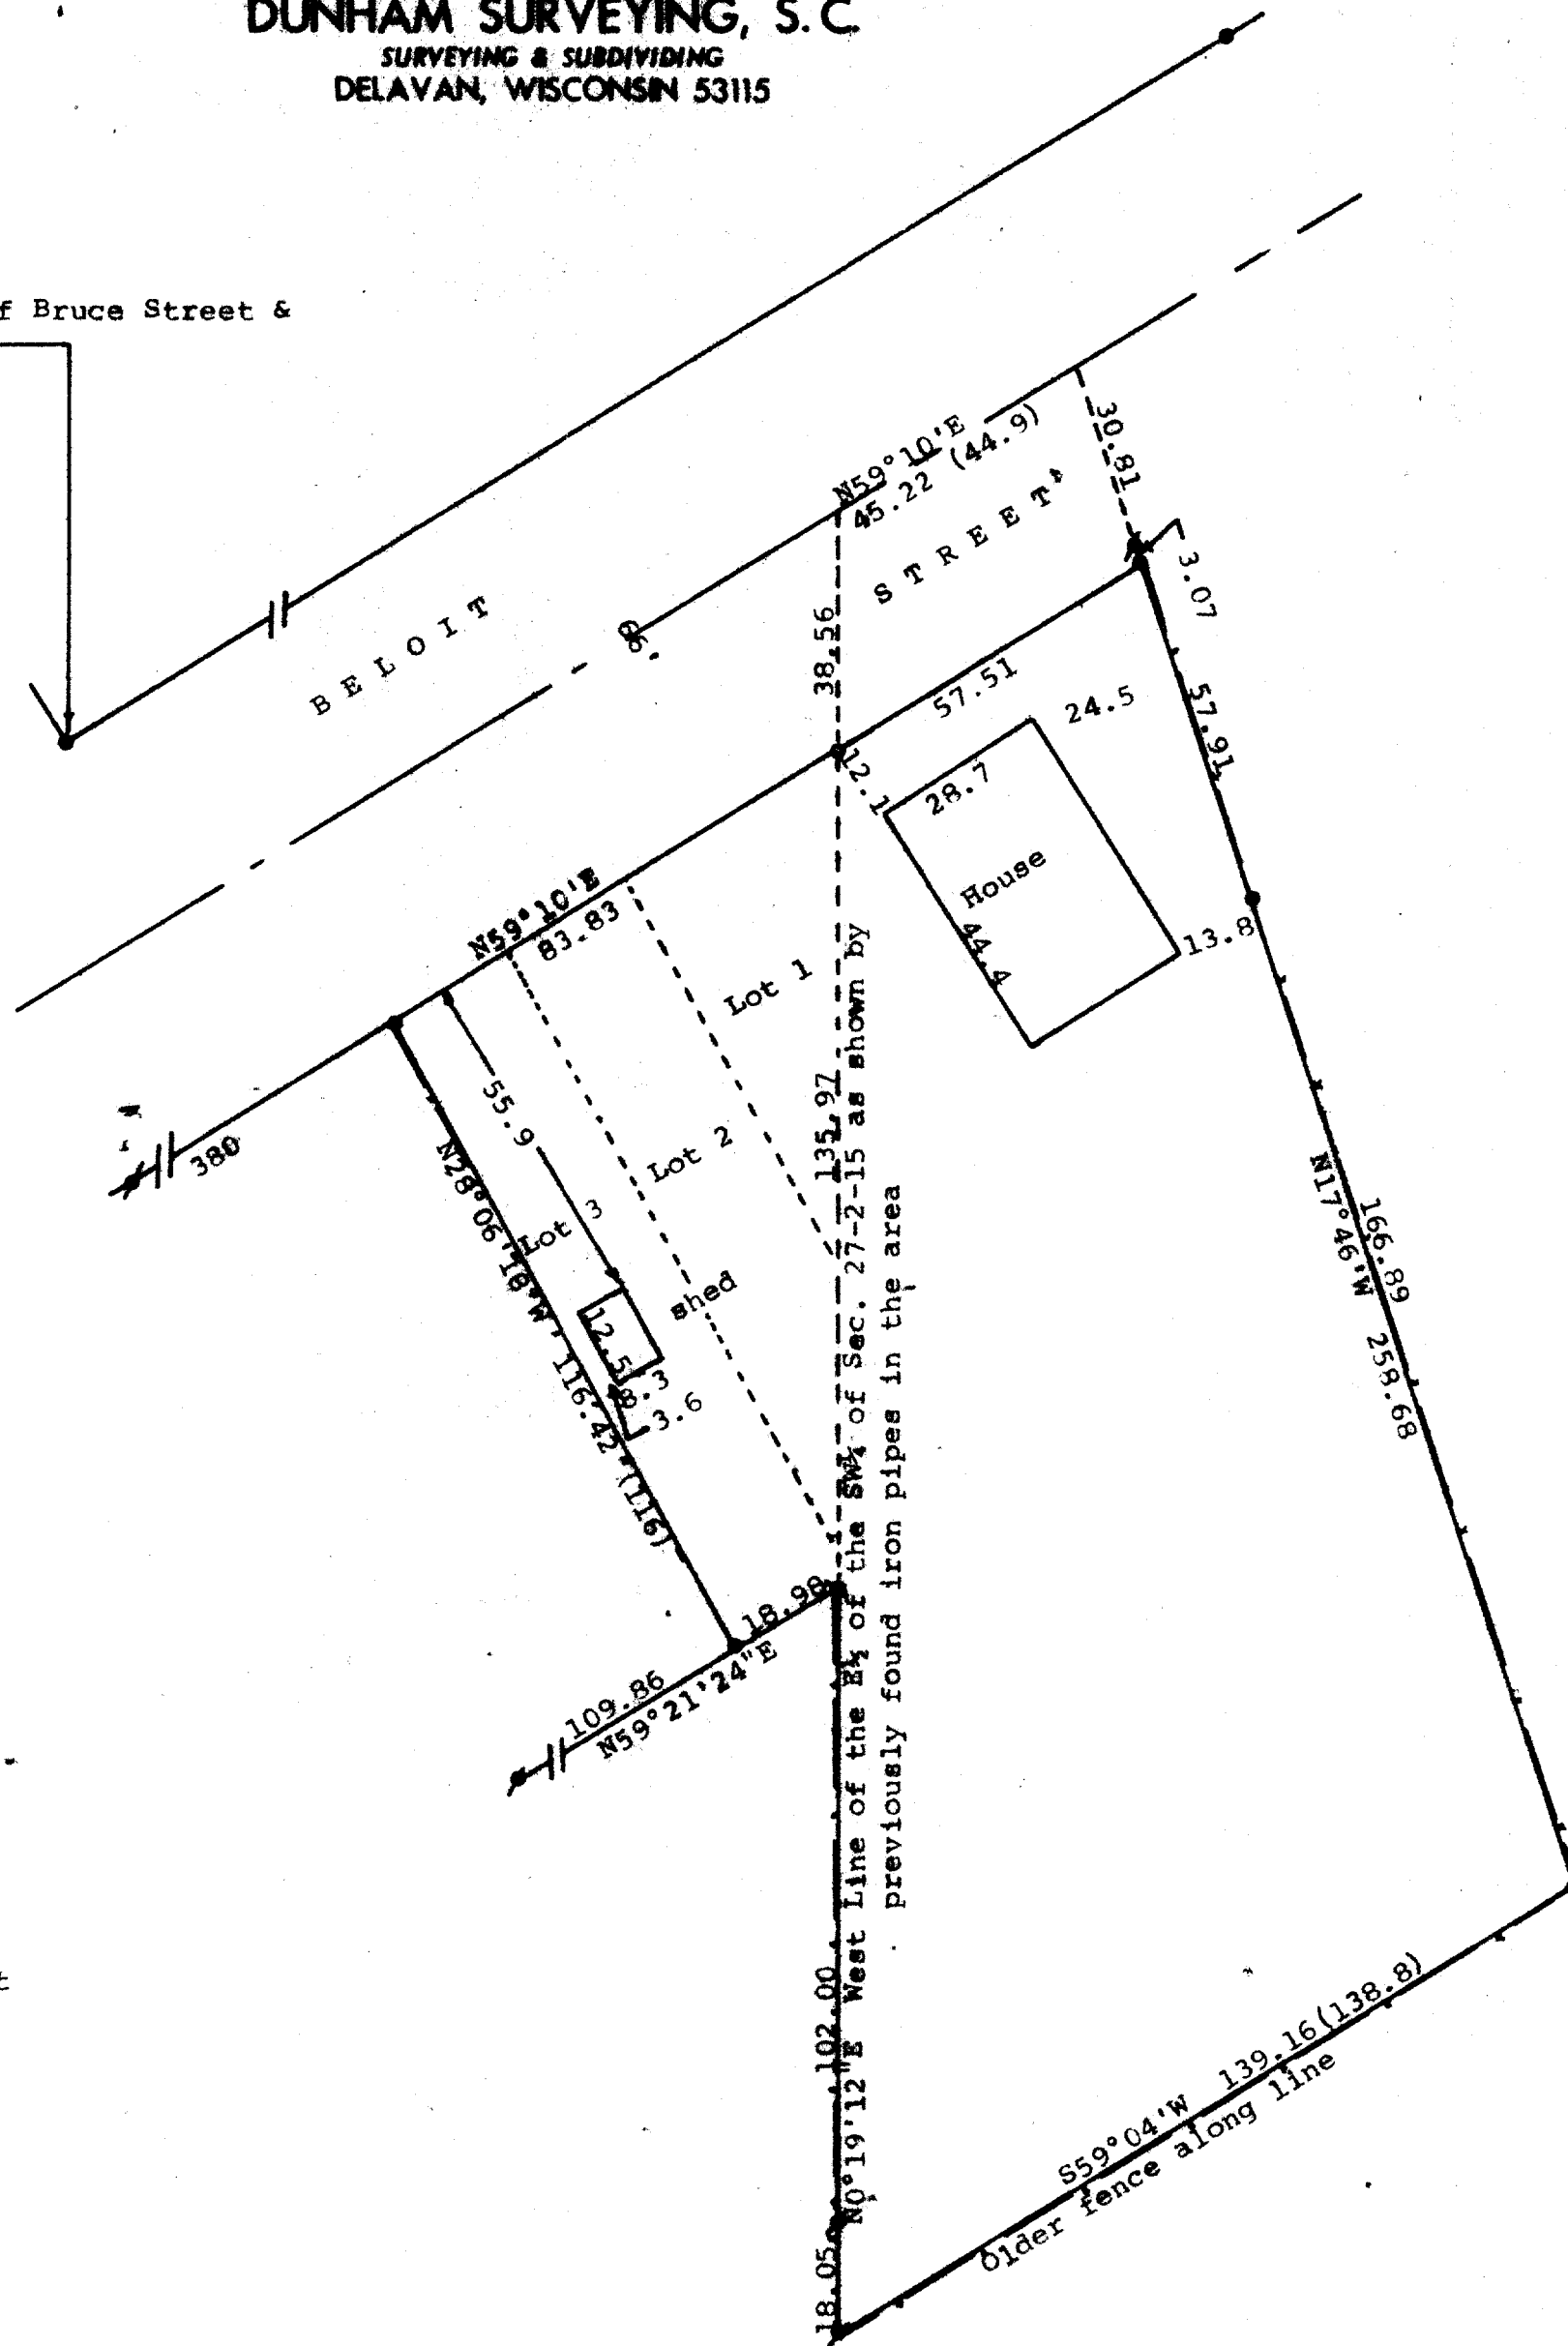 DUNHAM SURVEYING, S.C.
SURVEYING & SUBDIVIDING
DELAVAN, WISCONSIN 53115
f Bruce Street &
N59°10'E
45.22 (44.9)
30.81
BELOIT
STREET
3.07
38.56
57.51
24.5
57.91
12.1
28.7
House
44.4
13.8
N59°10'E
83.83
Lot 1
55.9
Lot 2
380
135.97
N28°06'18"W 116.42 (116)
Lot 3
shed
12.5
8.3
3.6
N17°46'W 258.68
166.89
18.98
109.86
N59°21'24"E
102.00
N0°19'12"E West Line of the E½ of the SW¼ of Sec. 27-2-15 as shown by
previously found iron pipes in the area
S59°04'W 139.16(138.8)
Older fence along line
18.05